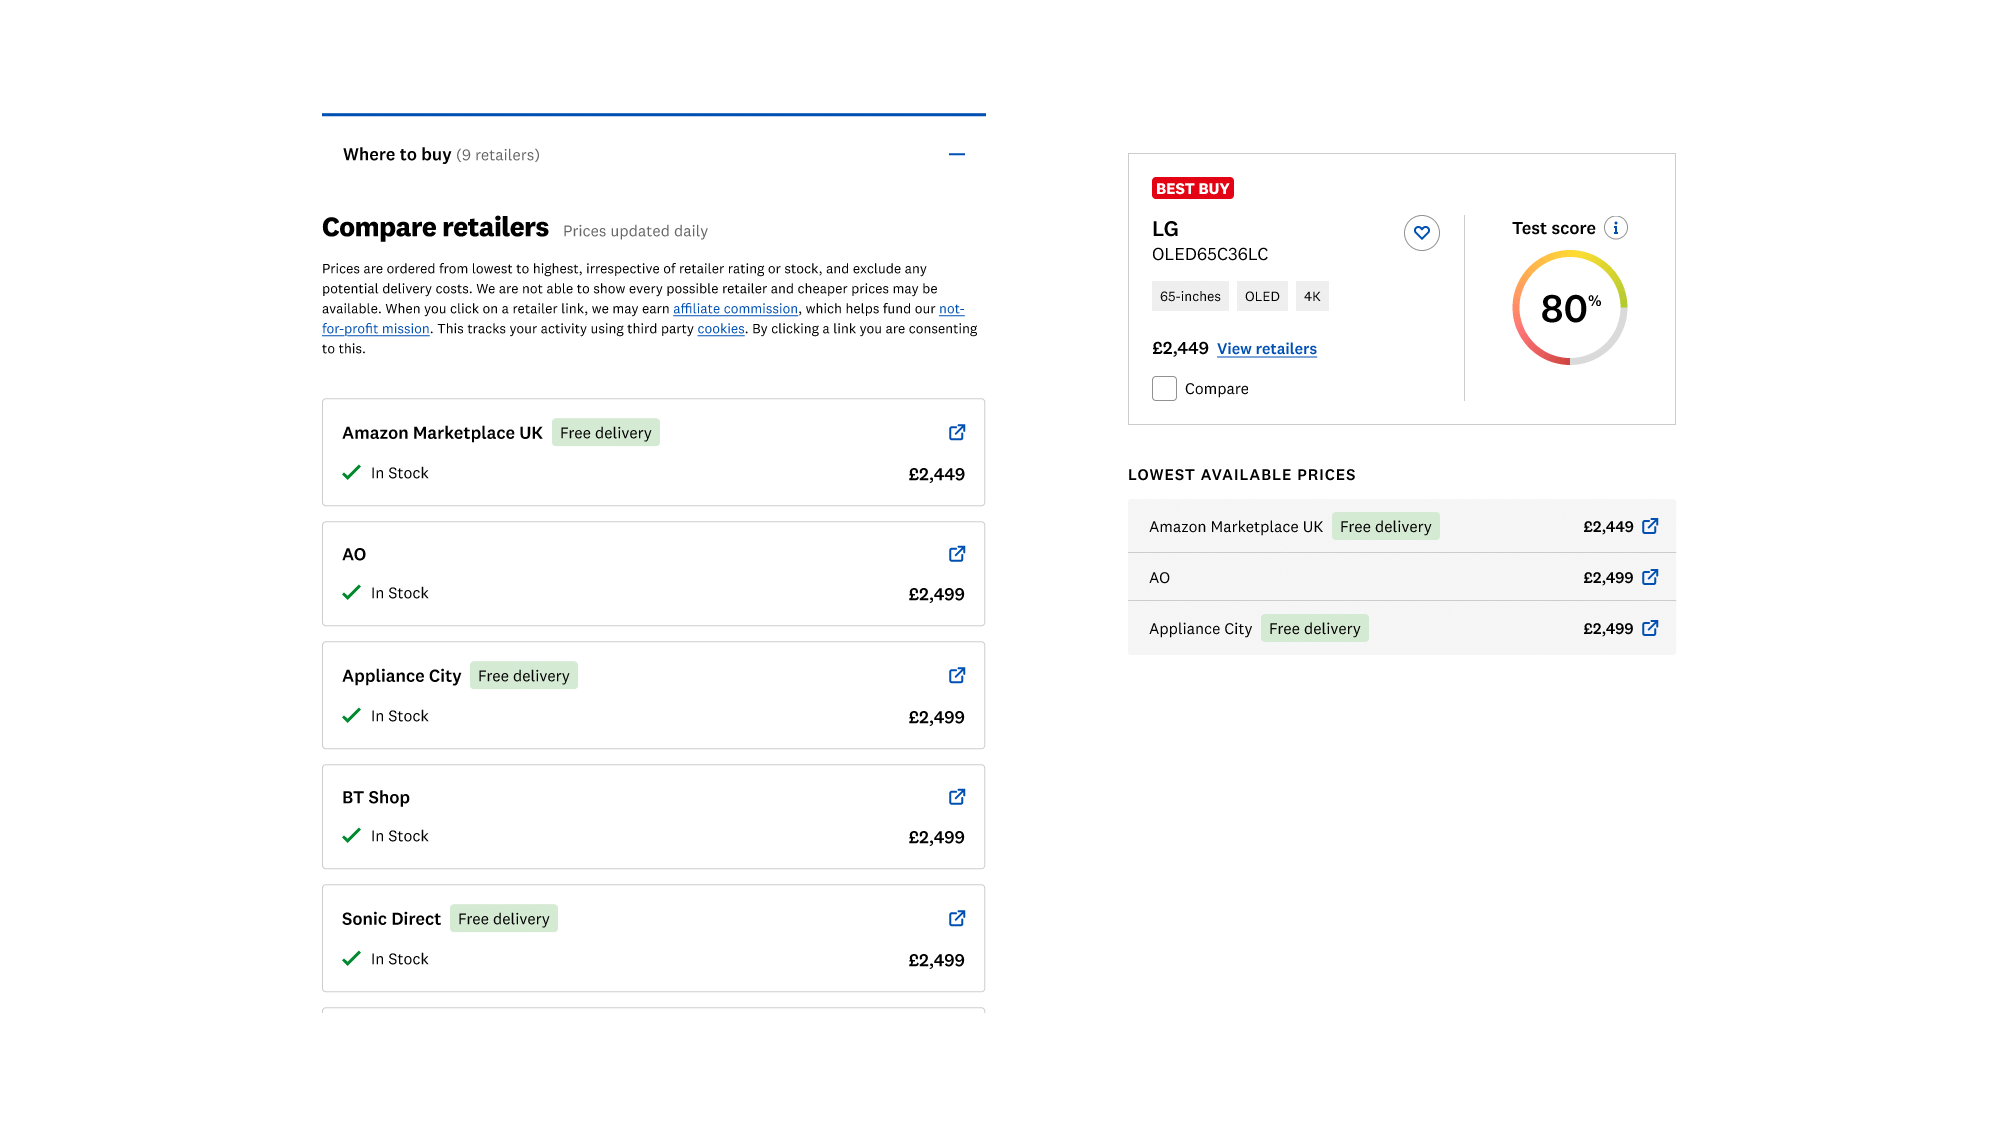 Where to buy (9 retailers)
Compare retailers Prices updated daily
Prices are ordered from lowest to highest, irrespective of retailer rating or stock, and exclude any
potential delivery costs. We are not able to show every possible retailer and cheaper prices may be
available. When you click on a retailer link, we may earn affiliate commission, which helps fund our not-
for-profit mission. This tracks your activity using third party cookies. By clicking a link you are consenting
to this.
Amazon Marketplace UK Free delivery
In Stock £2,449
AO
In Stock £2,499
Appliance City Free delivery
In Stock £2,499
BT Shop
In Stock £2,499
Sonic Direct Free delivery
In Stock £2,499
BEST BUY
LG
OLED65C36LC
65-inches OLED 4K
£2,449 View retailers
Compare
Test score i
80%
LOWEST AVAILABLE PRICES
Amazon Marketplace UK Free delivery £2,449
AO £2,499
Appliance City Free delivery £2,499